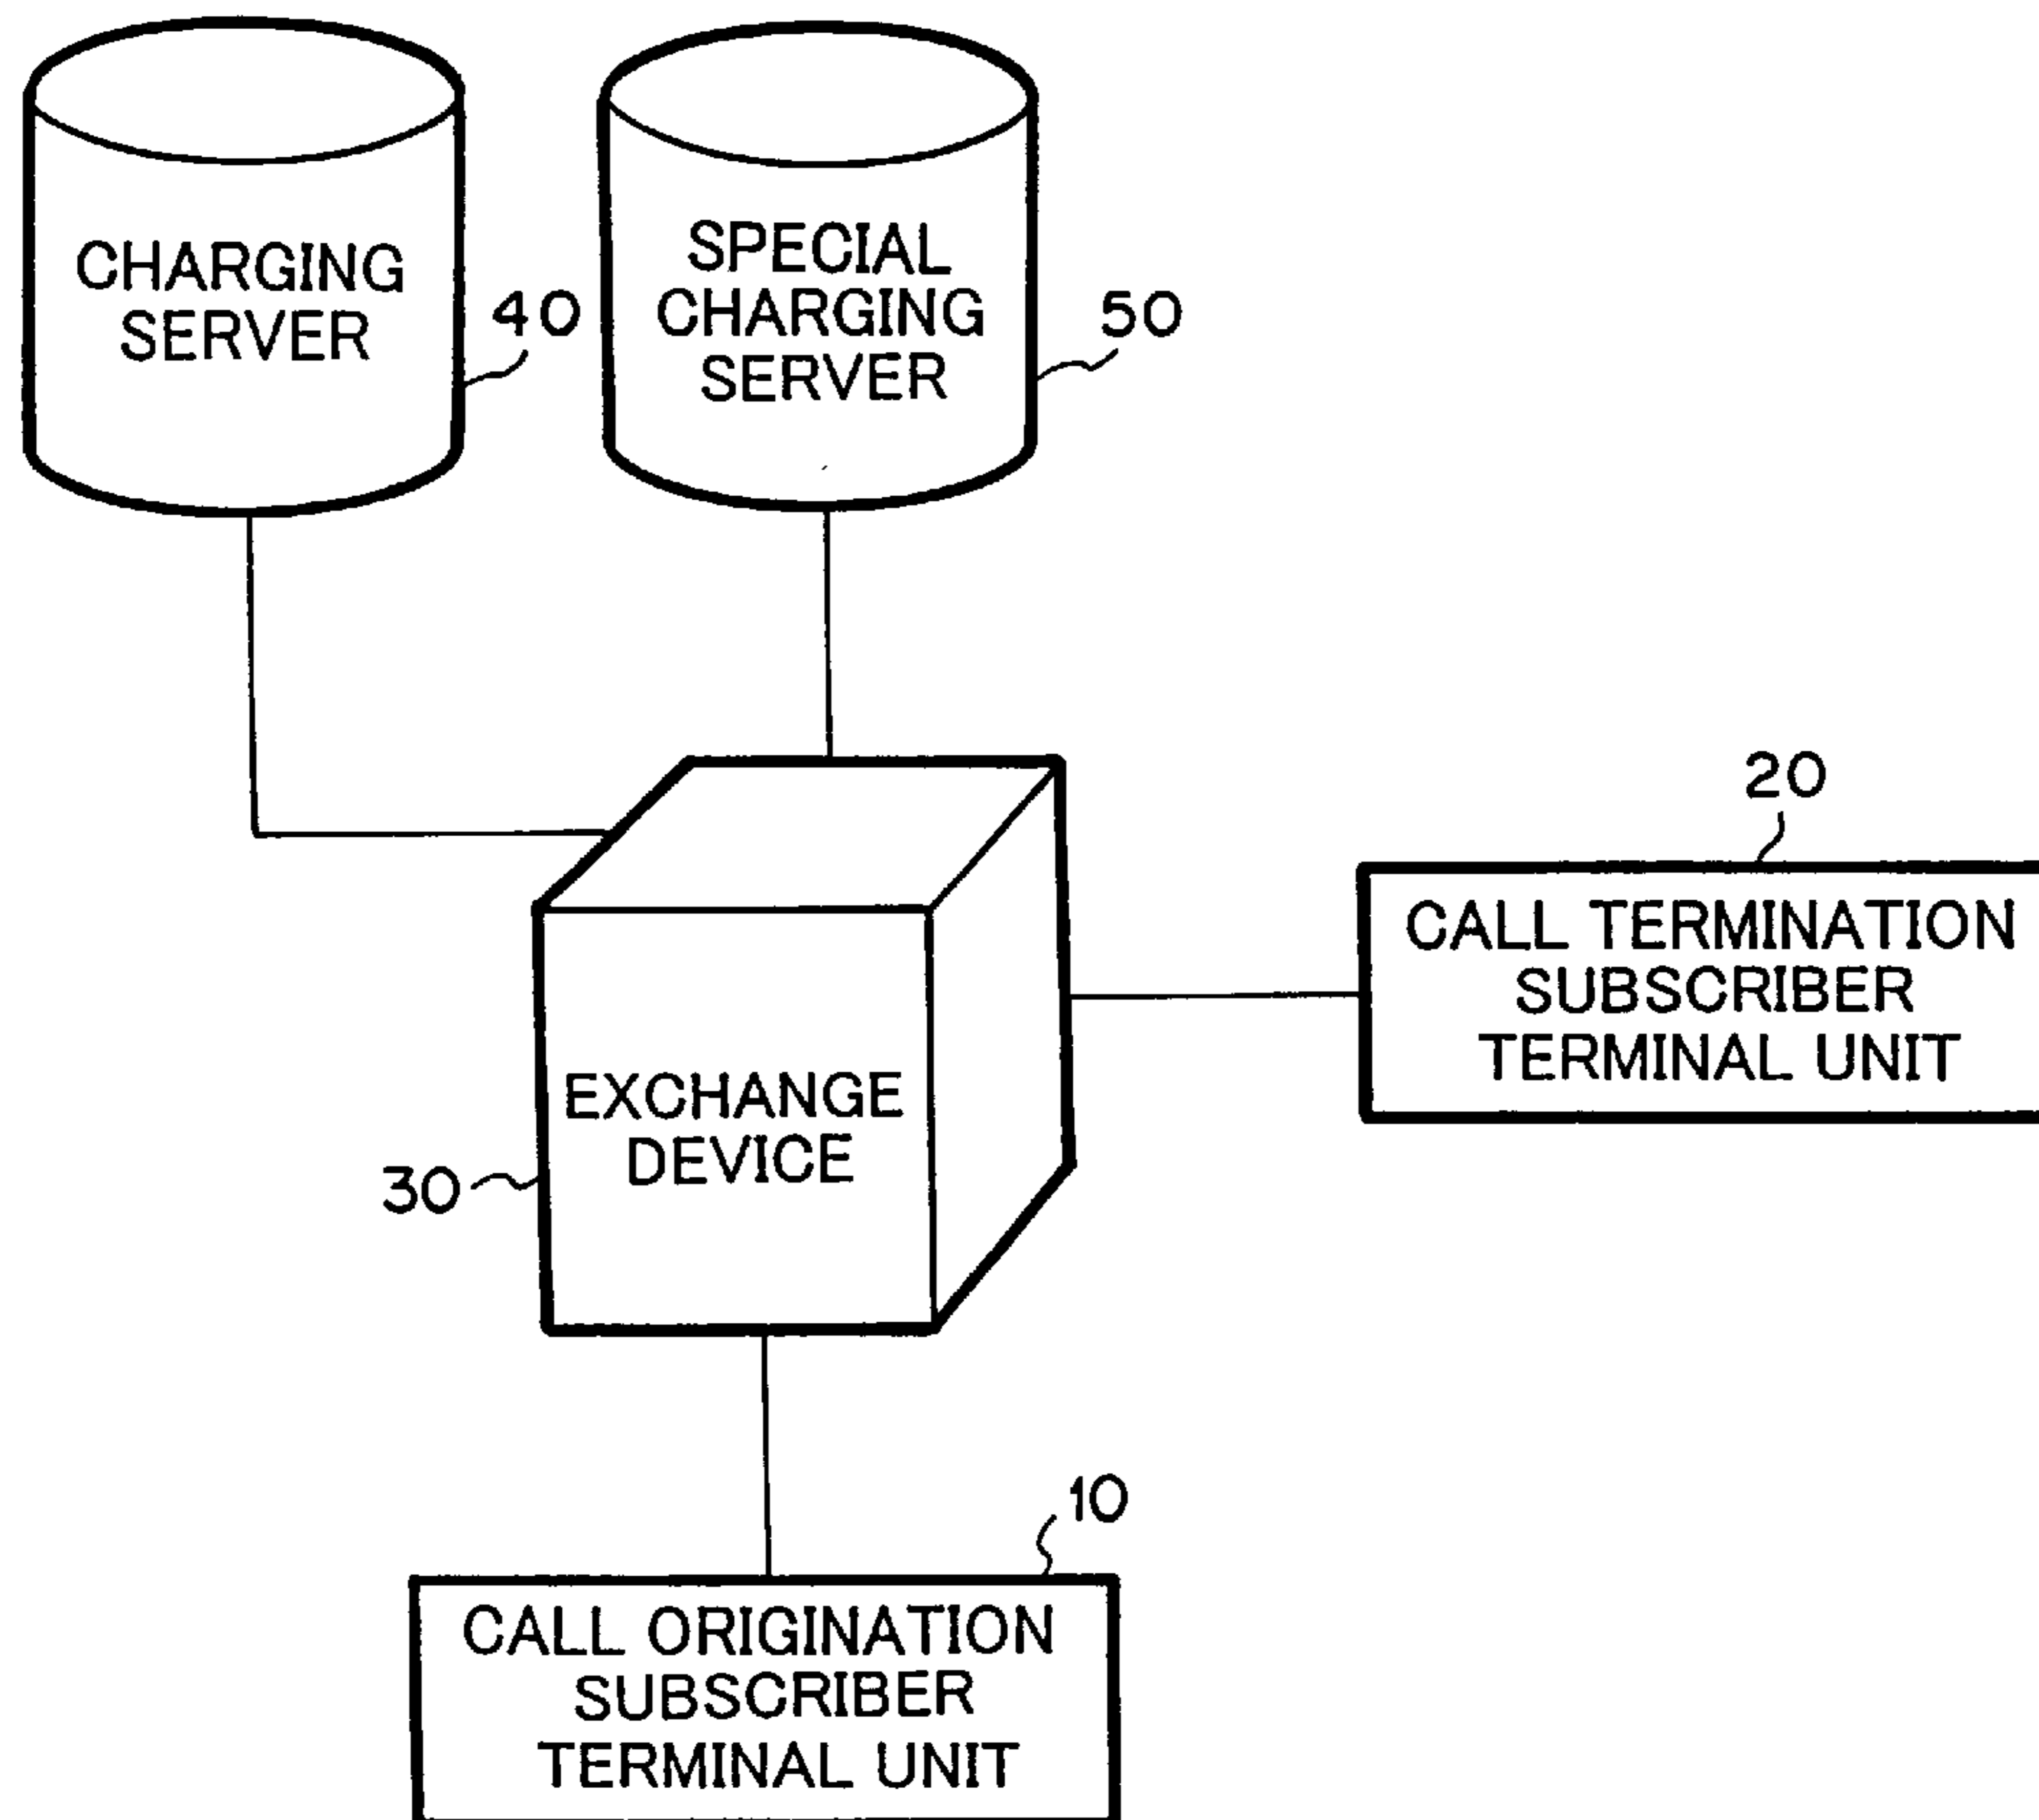 CHARGING
SERVER
40
SPECIAL
CHARGING
SERVER
50
20
CALL TERMINATION
SUBSCRIBER
TERMINAL UNIT
EXCHANGE
DEVICE
30
10
CALL ORIGINATION
SUBSCRIBER
TERMINAL UNIT